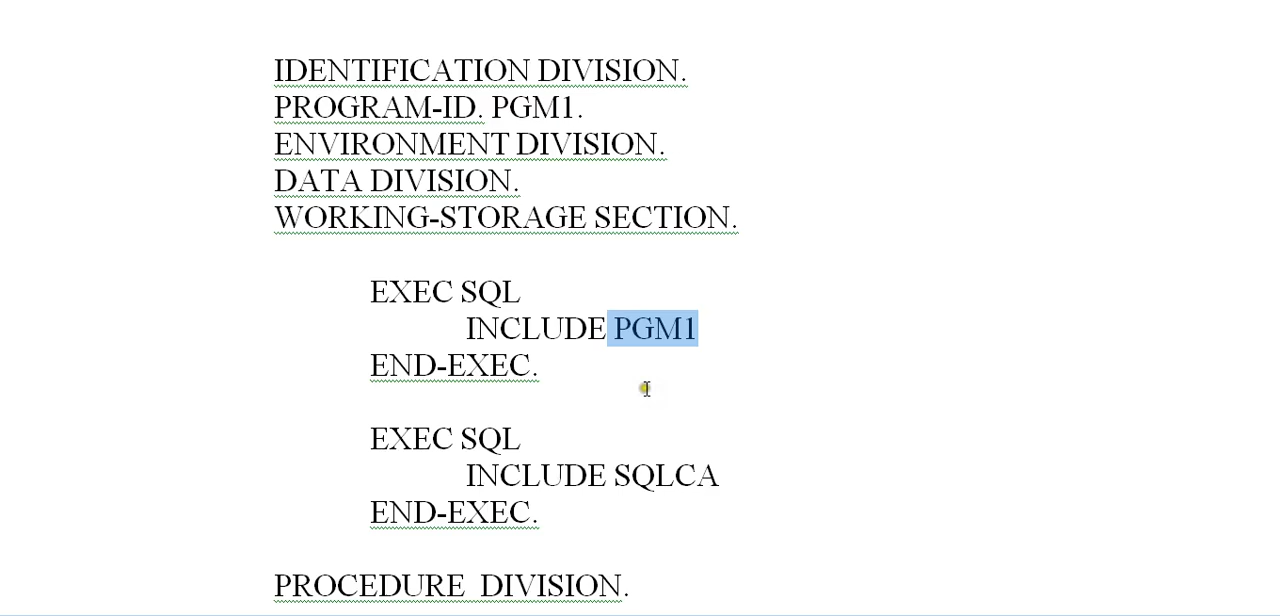 IDENTIFICATION DIVISION.
PROGRAM-ID. PGM1.
ENVIRONMENT DIVISION.
DATA DIVISION.
WORKING-STORAGE SECTION.
EXEC SQL
INCLUDE PGM1
END-EXEC.
EXEC SQL
INCLUDE SQLCA
END-EXEC.
PROCEDURE DIVISION.